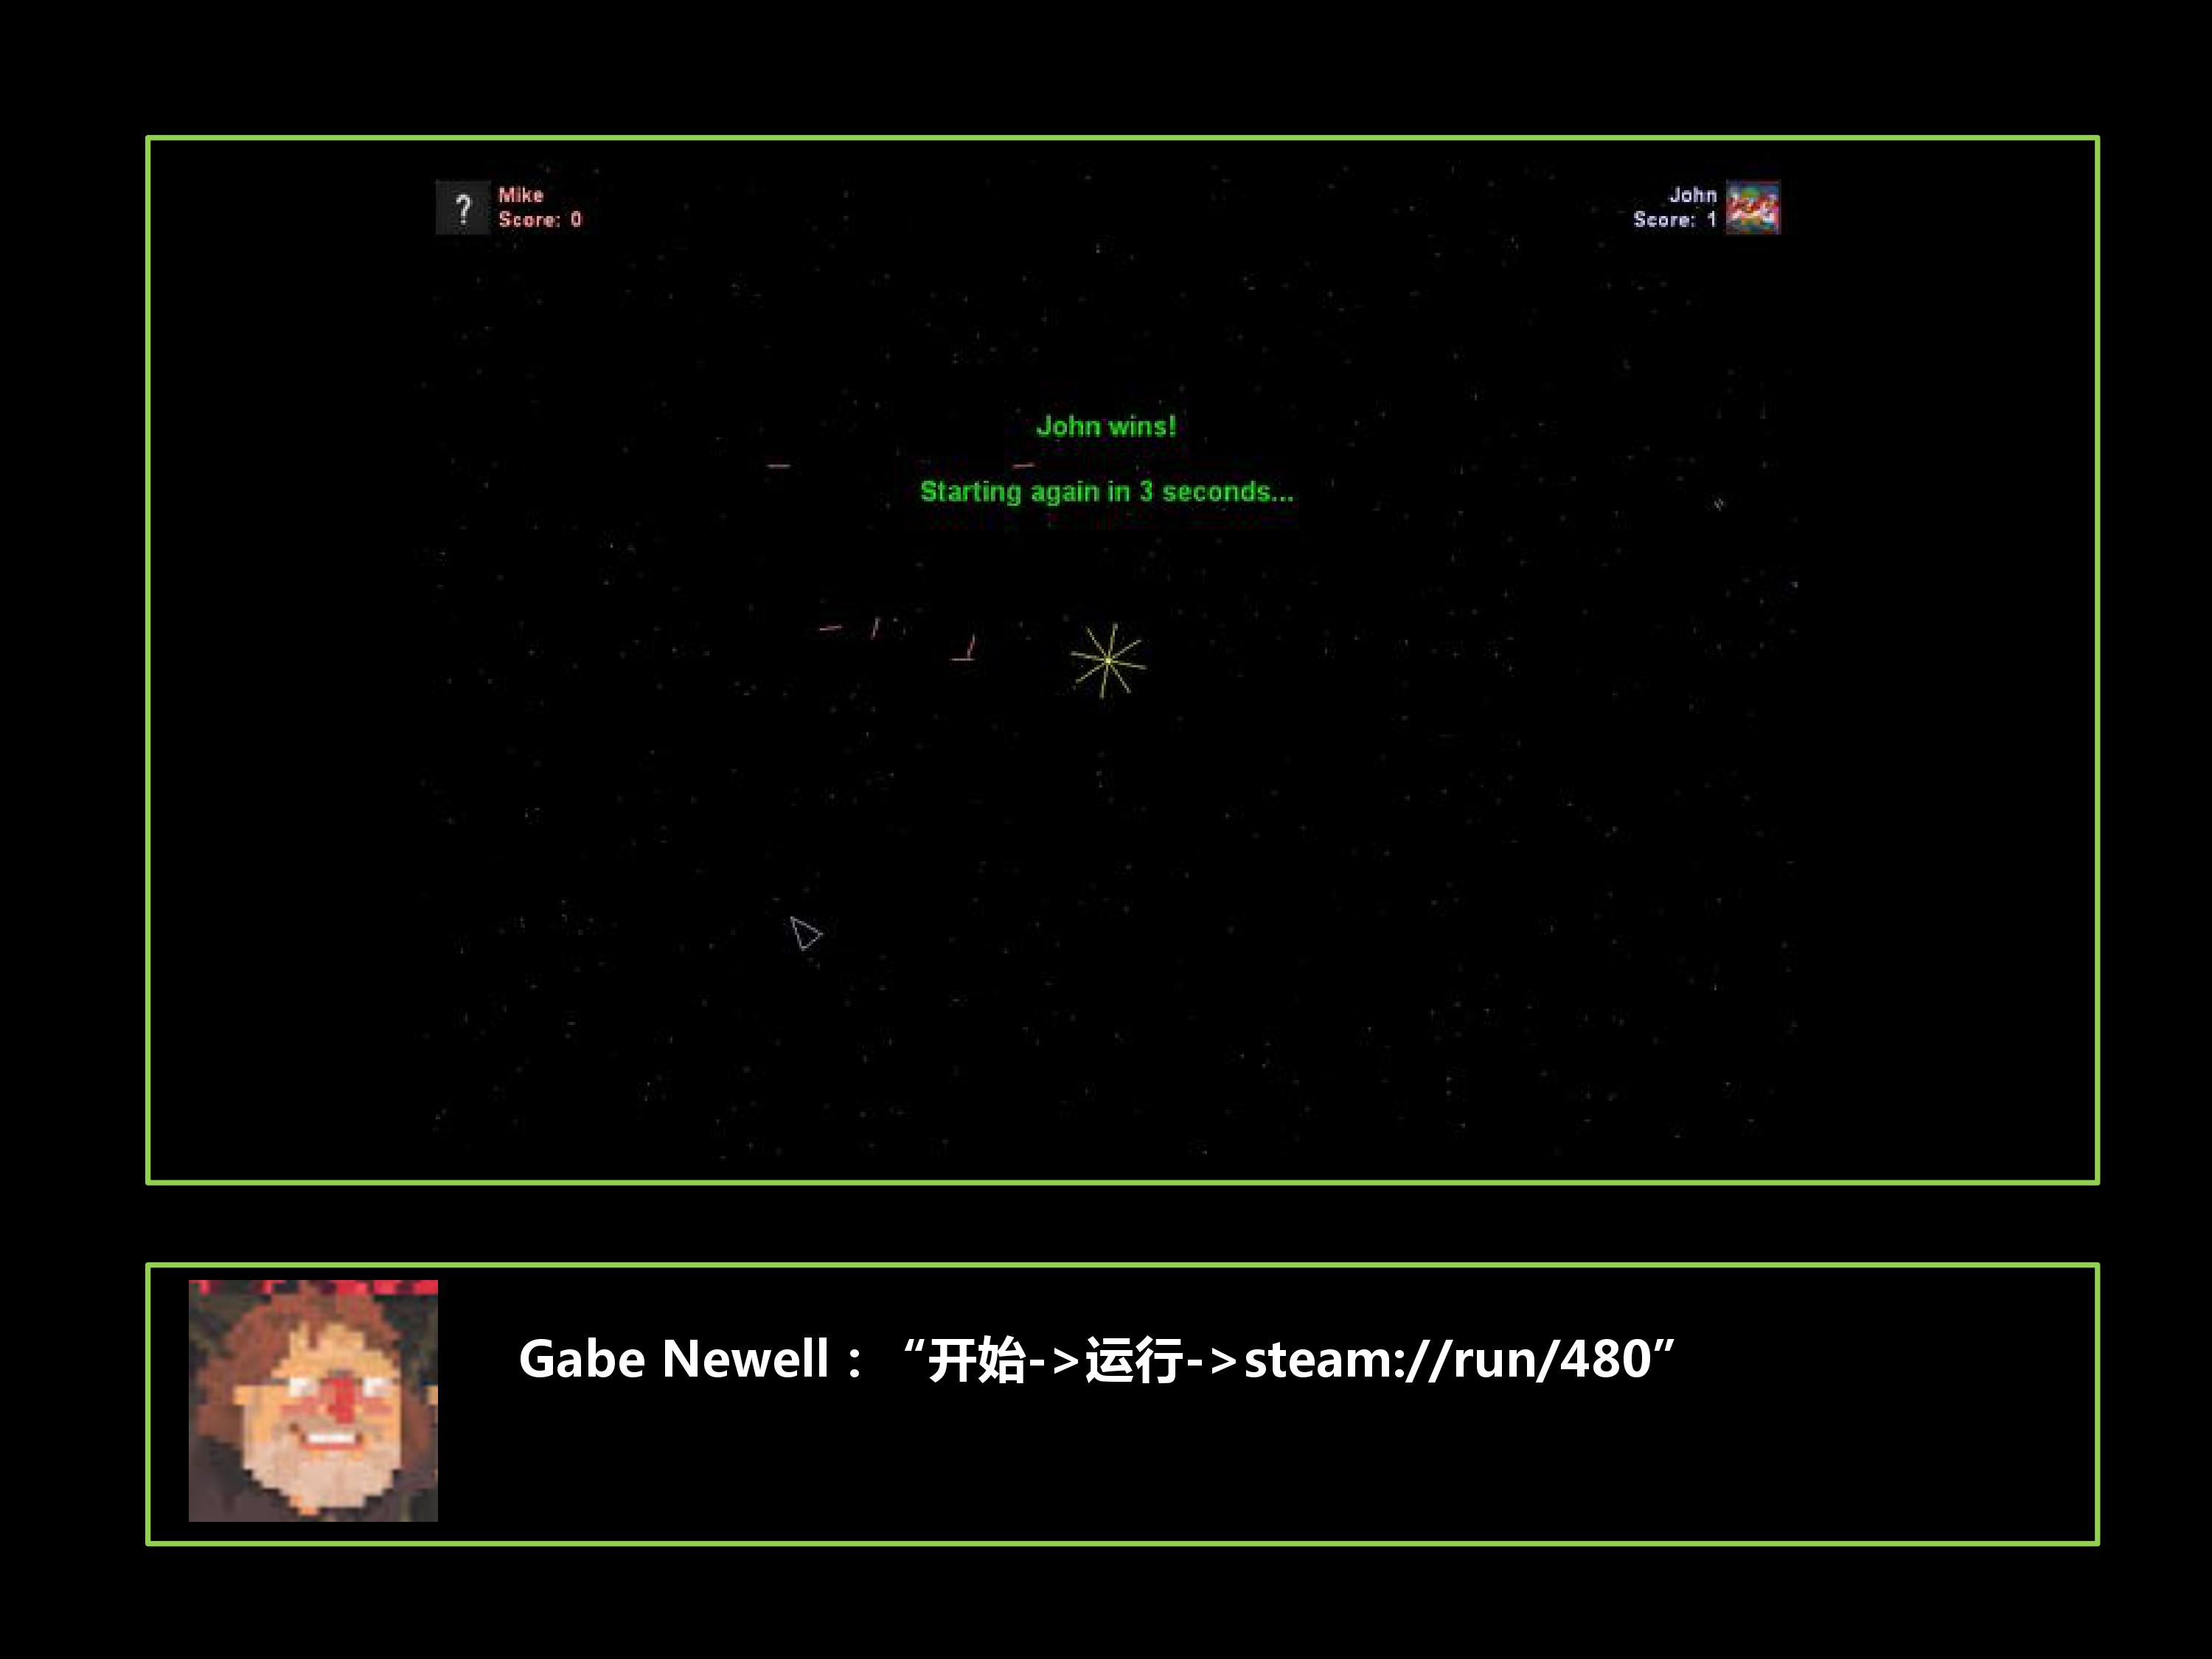 ?
Mike
Score: 0
John
Score: 1
John wins!
Starting again in 3 seconds...
Gabe Newell：“开始->运行->steam://run/480”